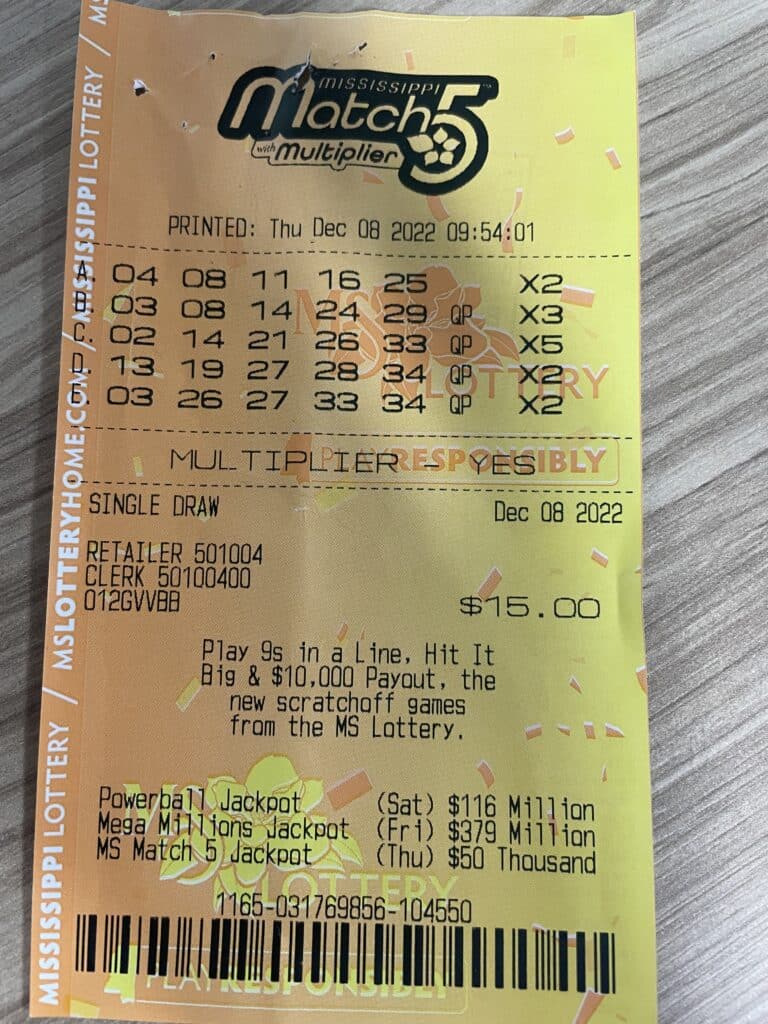 MISSISSIPPI
Match 5
with Multiplier
PRINTED: Thu Dec 08 2022 09:54:01
A. 04 08 11 16 25 X2
B. 03 08 14 24 29 QP X3
C. 02 14 21 26 33 QP X5
D. 13 19 27 28 34 QP X2
E. 03 26 27 33 34 QP X2
MS LOTTERY
MULTIPLIER - YES
PLAY RESPONSIBLY
SINGLE DRAW Dec 08 2022
RETAILER 501004
CLERK 50100400
012GVVBB $15.00
Play 9s in a Line, Hit It
Big & $10,000 Payout, the
new scratchoff games
from the MS Lottery.
Powerball Jackpot (Sat) $116 Million
Mega Millions Jackpot (Fri) $379 Million
MS Match 5 Jackpot (Thu) $50 Thousand
MS LOTTERY
1165-031769856-104550
PLAY RESPONSIBLY
MISSISSIPPI LOTTERY / MSLOTTERYHOME.COM / MISSISSIPPI LOTTERY / MS